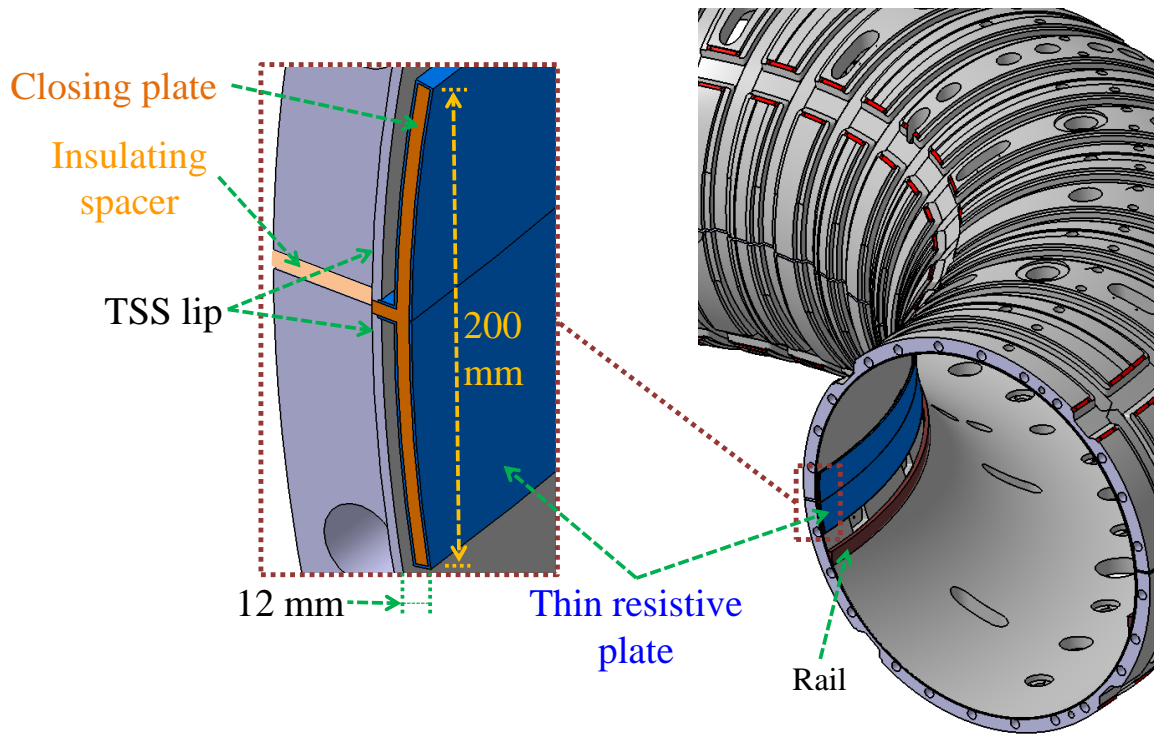 Closing plate
Insulating
spacer
TSS lip
200
mm
12 mm
Thin resistive
plate
Rail